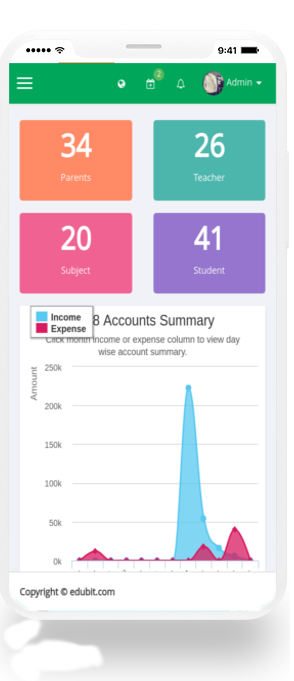 9:41
2
Admin
34
Parents
26
Teacher
20
Subject
41
Student
Income
Expense
8 Accounts Summary
Click month income or expense column to view day
wise account summary.
Amount
250k
200k
150k
100k
50k
0k
Copyright © edubit.com